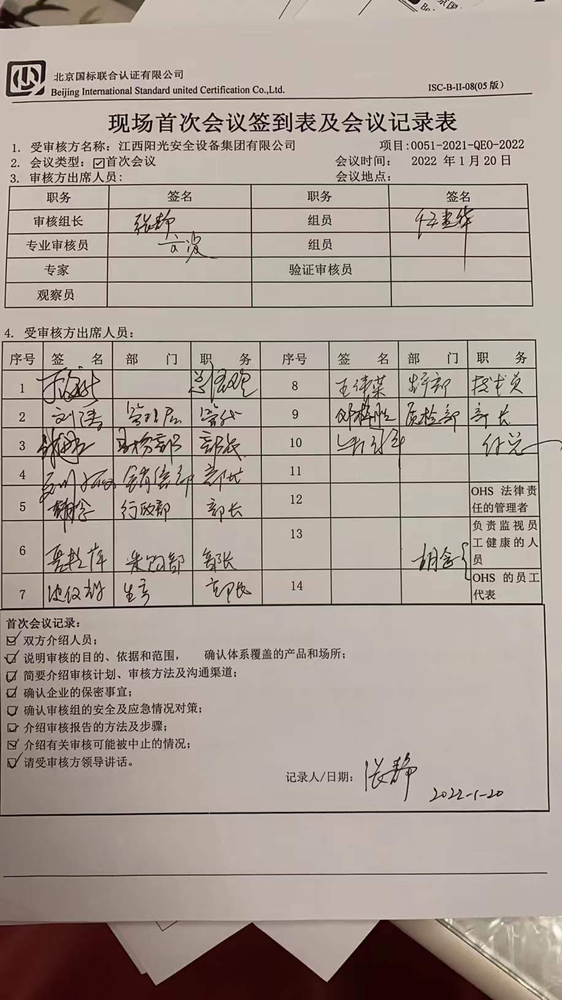 北京国标联合认证有限公司
Beijing International Standard united Certification Co.,Ltd.
ISC-B-II-08(05 版)
现场首次会议签到表及会议记录表
1. 受审核方名称：江西阳光安全设备集团有限公司 项目:0051-2021-QEO-2022
2. 会议类型：☑首次会议 会议时间： 2022 年 1 月 20 日
3. 审核方出席人员: 会议地点：
职务 签名 职务 签名
审核组长 张静 组员
专业审核员 组员
专家 验证审核员
观察员
4. 受审核方出席人员：
序号 签 名 部 门 职 务 序号 签 名 部 门 职 务
1 8 王伟荣 技术员
2 刘涛 管理层 管代 9 质检部 部长
3 部长 10
4 销售部 部长 11
5 胡念 行政部 部长 12 OHS 法律责任的管理者
6 采购部 部长 13 胡念 负责监视员工健康的人员
7 生产 部长 14 OHS 的员工代表
首次会议记录：
☑ 双方介绍人员；
☑ 说明审核的目的、依据和范围， 确认体系覆盖的产品和场所；
☑ 简要介绍审核计划、审核方法及沟通渠道；
☑ 确认企业的保密事宜；
☑ 确认审核组的安全及应急情况对策；
☑ 介绍审核报告的方法及步骤；
☑ 介绍有关审核可能被中止的情况；
☑ 请受审核方领导讲话。
记录人/日期： 张静
2022-1-20